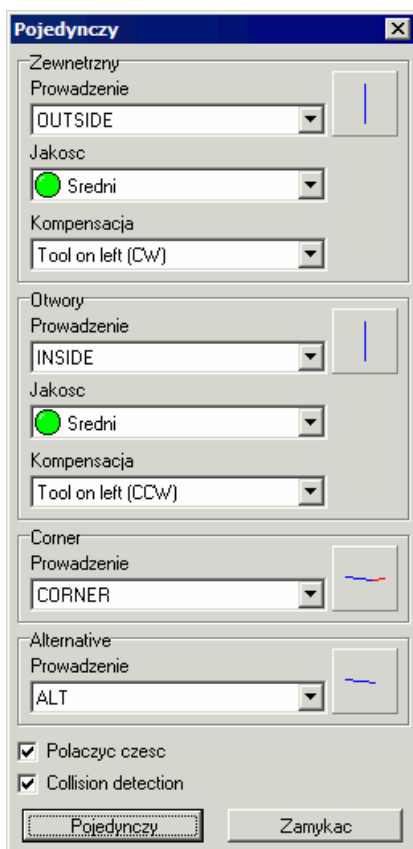 Pojedynczy
Zewnetrzny
Prowadzenie
OUTSIDE
Jakosc
Sredni
Kompensacja
Tool on left (CW)
Otwory
Prowadzenie
INSIDE
Jakosc
Sredni
Kompensacja
Tool on left (CCW)
Corner
Prowadzenie
CORNER
Alternative
Prowadzenie
ALT
Polaczyc czesc
Collision detection
Pojedynczy Zamykac